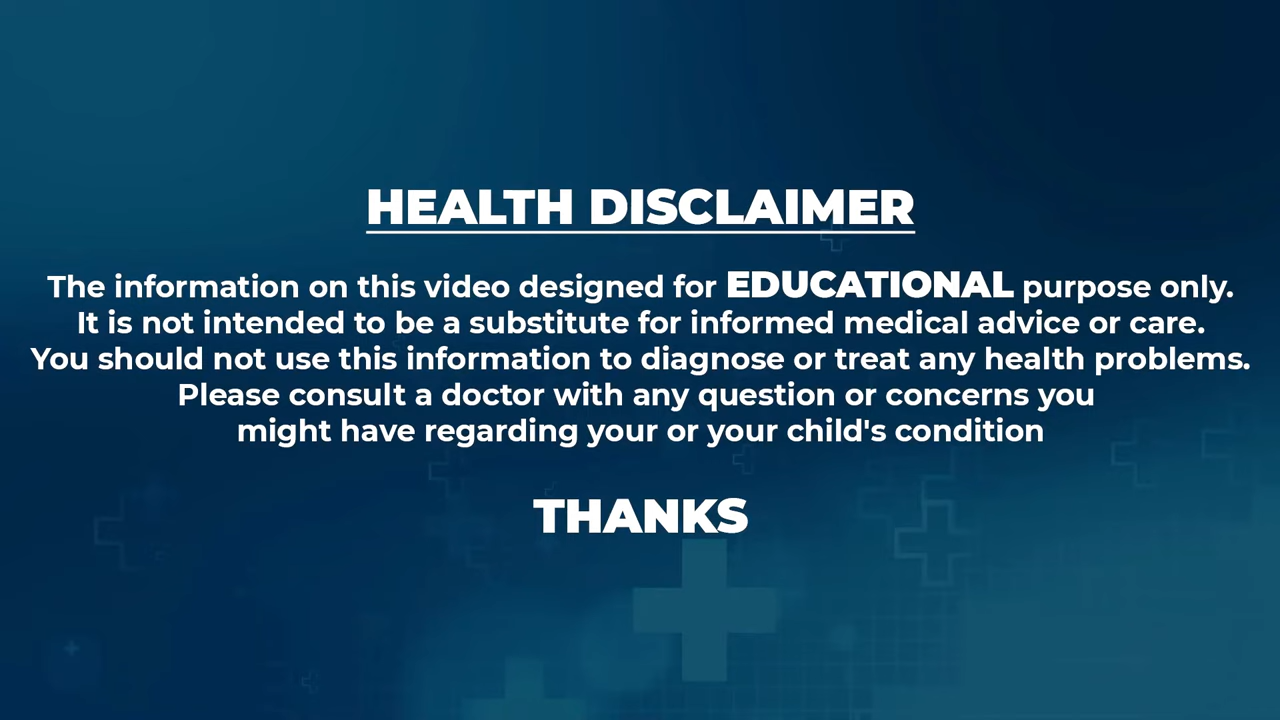 HEALTH DISCLAIMER
The information on this video designed for EDUCATIONAL purpose only.
It is not intended to be a substitute for informed medical advice or care.
You should not use this information to diagnose or treat any health problems.
Please consult a doctor with any question or concerns you
might have regarding your or your child's condition
THANKS